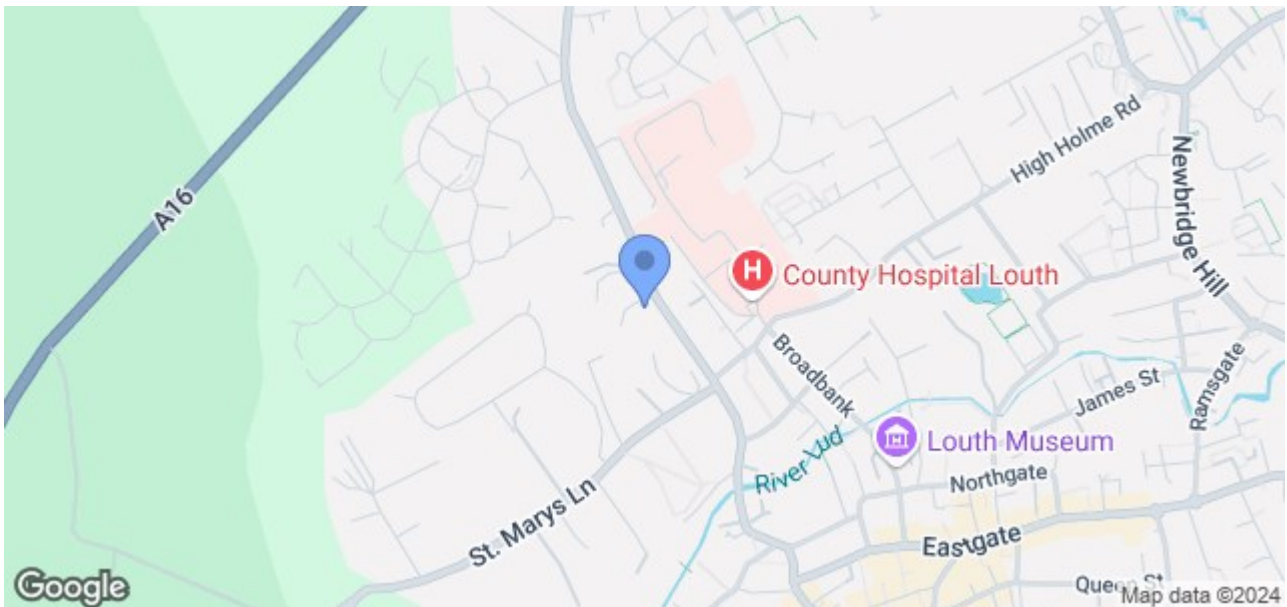 A16
High Holme Rd
Newbridge Hill
H
County Hospital Louth
Broadbank
Ramsgate
James St
Louth Museum
River Lud
Northgate
St. Marys Ln
Eastgate
Queen St
Google
Map data ©2024